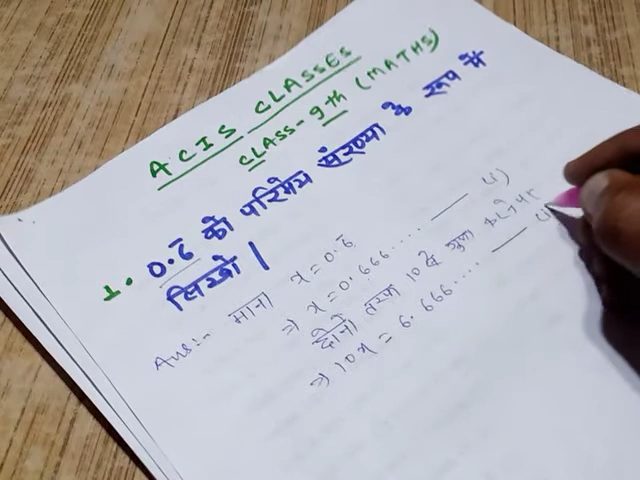 ACIS CLASSES
CLASS-9th (MATHS)
1. 0.6̅ को परिमेय संख्या के रूप में
लिखो |
Ans:- माना x = 0.6̅
⇒ x = 0.666.... — (i)
दोनों तरफ 10 से गुणा करने पर
⇒ 10x = 6.666.... — (i